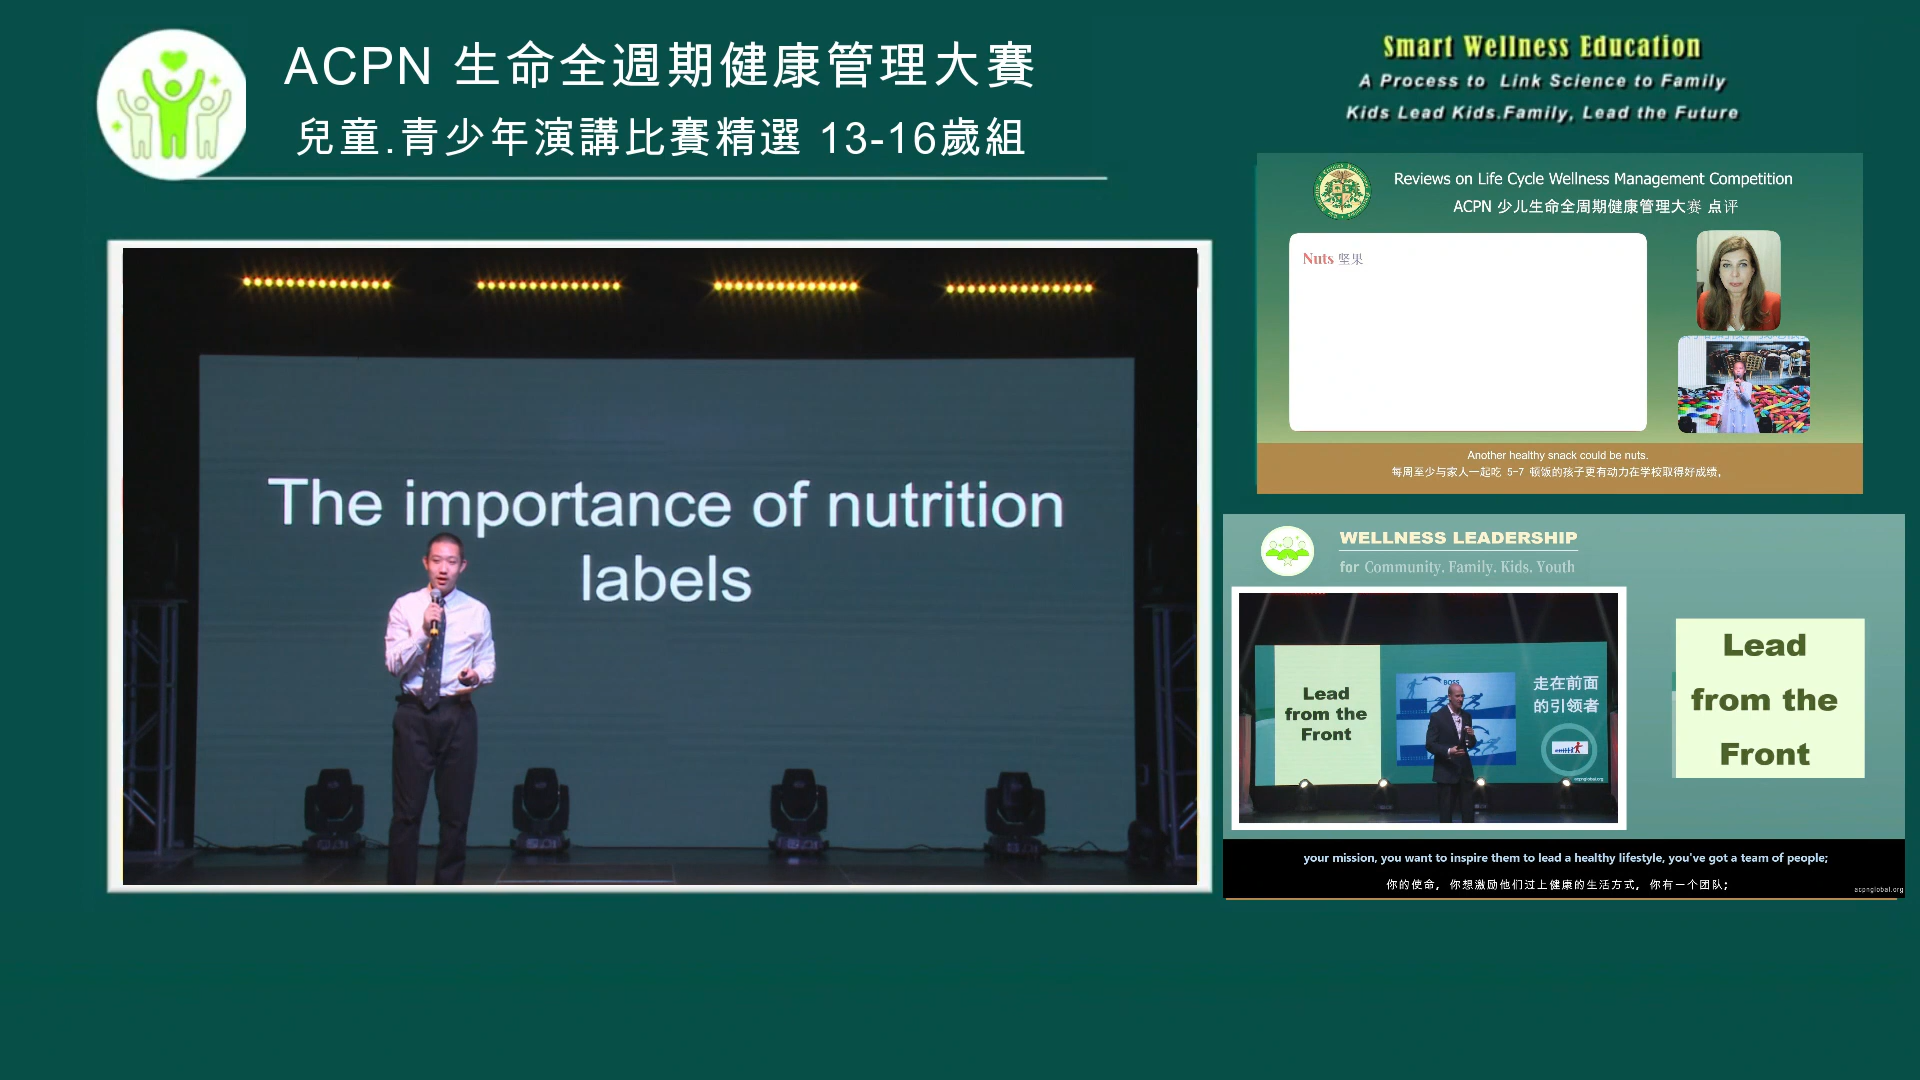 ACPN 生命全週期健康管理大賽
兒童.青少年演講比賽精選 13-16歲組
The importance of nutrition
labels
Smart Wellness Education
A Process to Link Science to Family
Kids Lead Kids.Family, Lead the Future
Reviews on Life Cycle Wellness Management Competition
ACPN 少儿生命全周期健康管理大赛 点评
Nuts 坚果
Another healthy snack could be nuts.
每周至少与家人一起吃 5-7 顿饭的孩子更有动力在学校取得好成绩,
WELLNESS LEADERSHIP
for Community. Family. Kids. Youth
Lead
from the
Front
BOSS
走在前面
的引领者
acpnglobal.org
Lead
from the
Front
your mission, you want to inspire them to lead a healthy lifestyle, you've got a team of people;
你的使命, 你想激励他们过上健康的生活方式, 你有一个团队;
acpnglobal.org